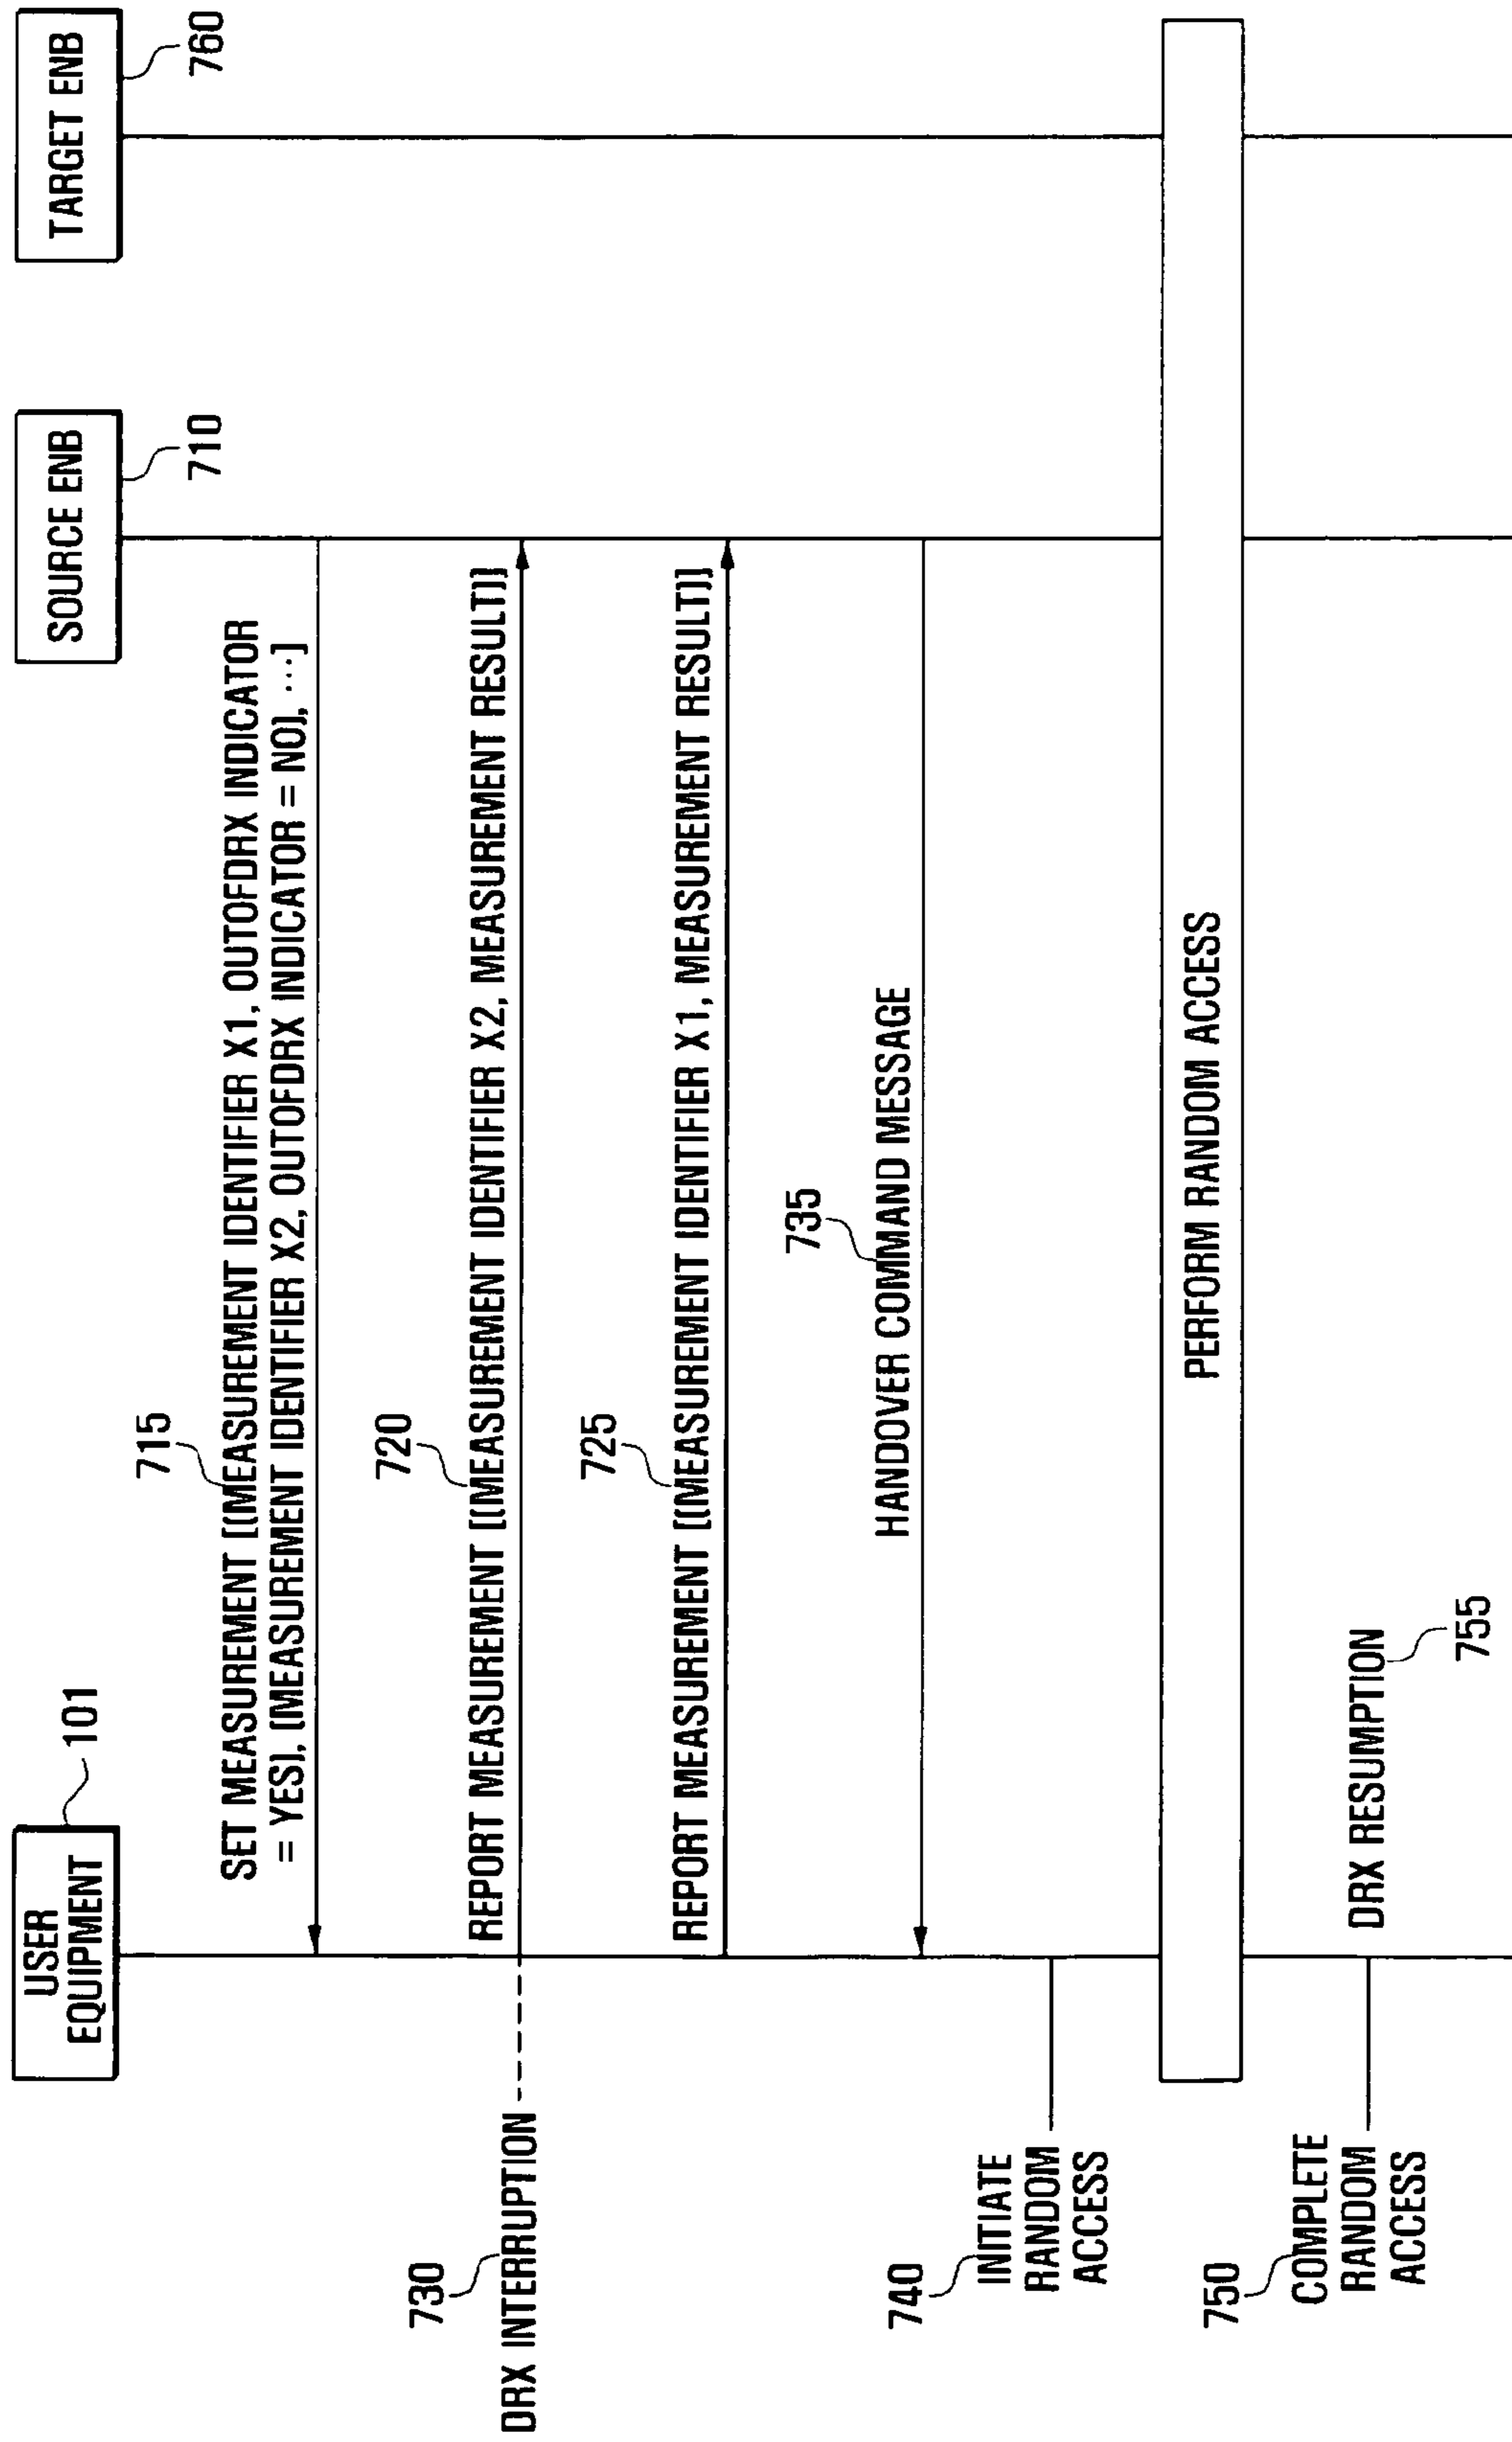 USER
EQUIPMENT
101
SOURCE ENB
710
TARGET ENB
760
715
SET MEASUREMENT [(MEASUREMENT IDENTIFIER X1, OUTOFDRX INDICATOR
= YES), (MEASUREMENT IDENTIFIER X2, OUTOFDRX INDICATOR = NO), ···]
720
REPORT MEASUREMENT [(MEASUREMENT IDENTIFIER X2, MEASUREMENT RESULT)]
730
DRX INTERRUPTION
725
REPORT MEASUREMENT [(MEASUREMENT IDENTIFIER X1, MEASUREMENT RESULT)]
735
HANDOVER COMMAND MESSAGE
740
INITIATE
RANDOM
ACCESS
PERFORM RANDOM ACCESS
750
COMPLETE
RANDOM
ACCESS
DRX RESUMPTION
755